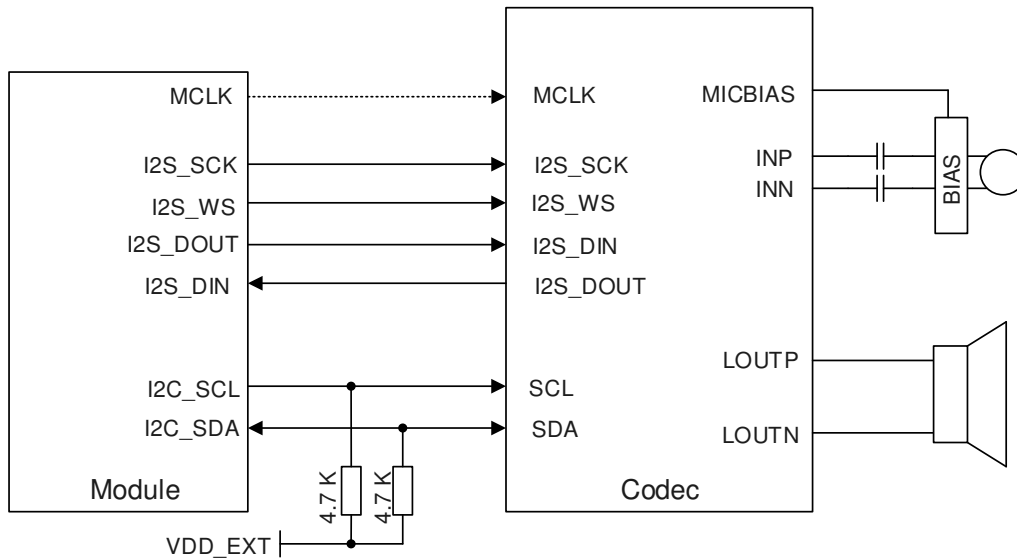 MCLK
I2S_SCK
I2S_WS
I2S_DOUT
I2S_DIN
I2C_SCL
I2C_SDA
Module
4.7 K
4.7 K
VDD_EXT
MCLK
I2S_SCK
I2S_WS
I2S_DIN
I2S_DOUT
SCL
SDA
MICBIAS
INP
INN
LOUTP
LOUTN
Codec
BIAS